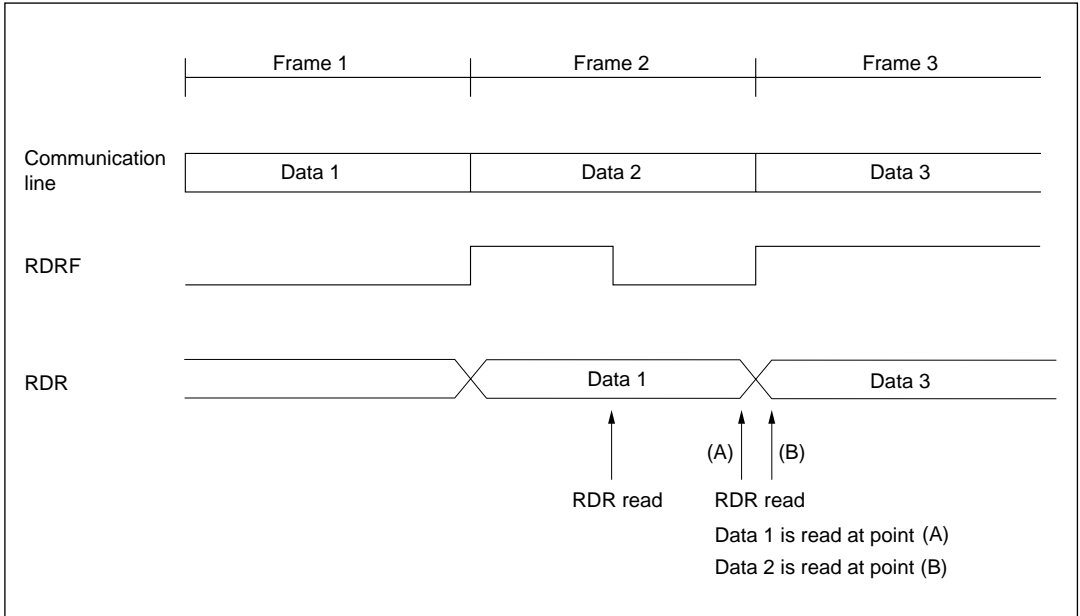 Frame 1 Frame 2 Frame 3
Communication
line
Data 1 Data 2 Data 3
RDRF
RDR
Data 1 Data 3
(A) (B)
RDR read RDR read
Data 1 is read at point (A)
Data 2 is read at point (B)